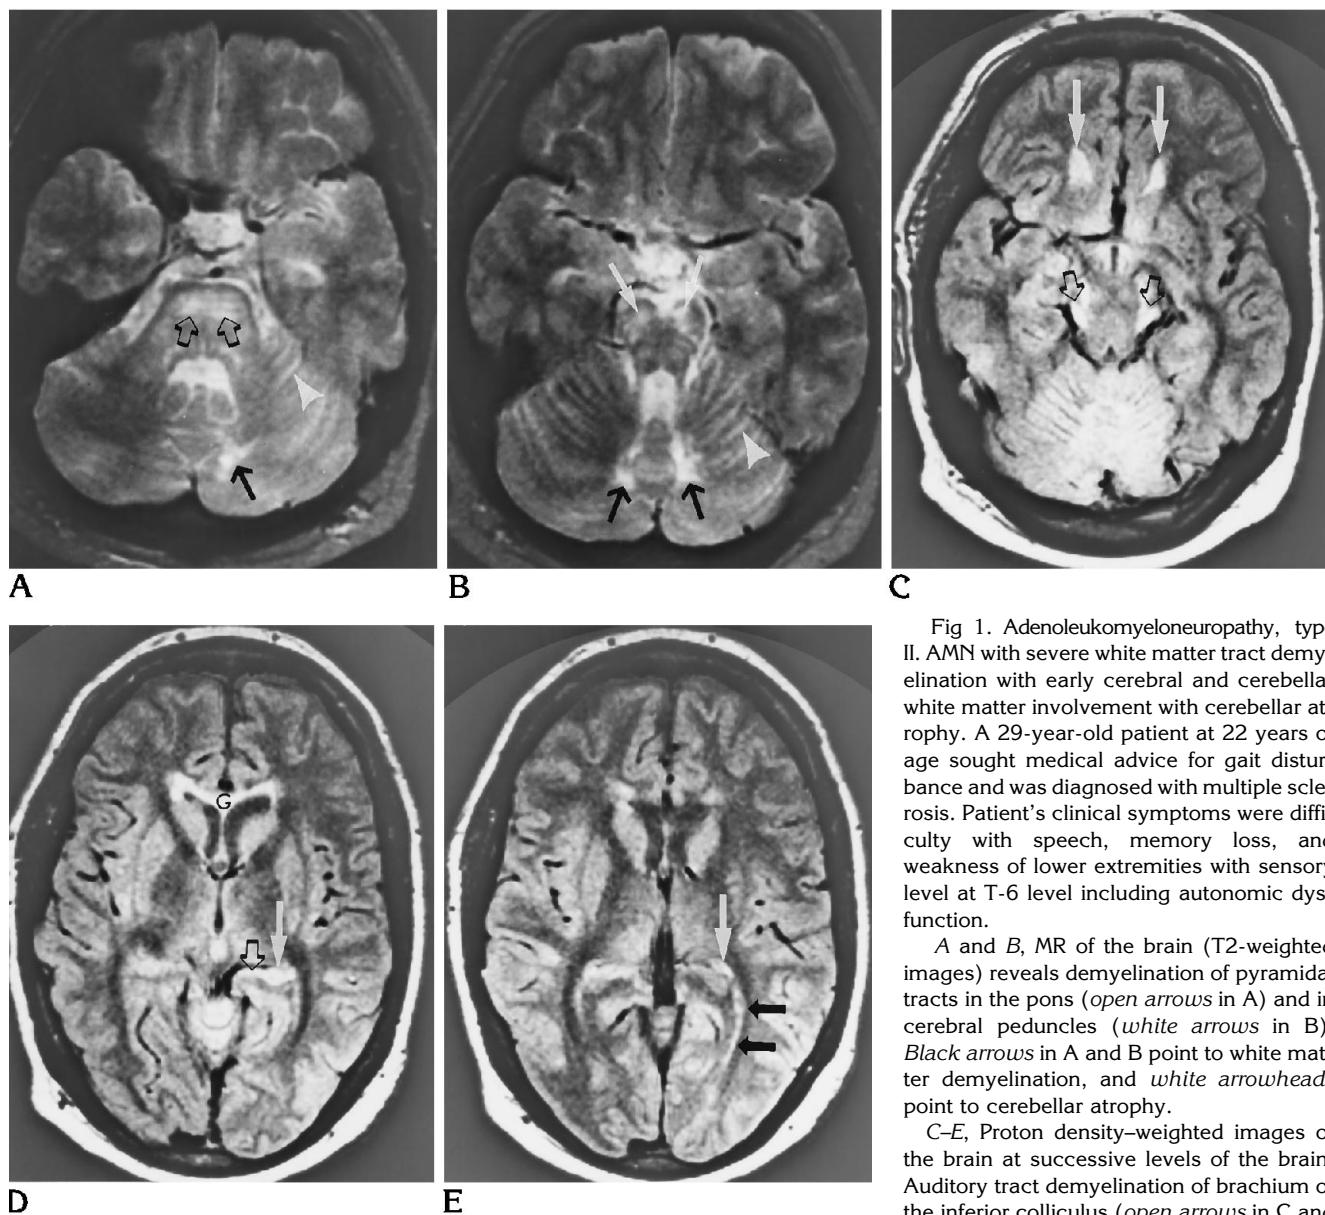 A
B
C
G
D
E
Fig 1. Adenoleukomyeloneuropathy, typ
II. AMN with severe white matter tract demy
elination with early cerebral and cerebella
white matter involvement with cerebellar at
rophy. A 29-year-old patient at 22 years o
age sought medical advice for gait distur
bance and was diagnosed with multiple scle
rosis. Patient's clinical symptoms were diffi
culty with speech, memory loss, and
weakness of lower extremities with sensory
level at T-6 level including autonomic dys
function.
A and B, MR of the brain (T2-weighted
images) reveals demyelination of pyramida
tracts in the pons (open arrows in A) and in
cerebral peduncles (white arrows in B)
Black arrows in A and B point to white mat
ter demyelination, and white arrowhead
point to cerebellar atrophy.
C–E, Proton density–weighted images o
the brain at successive levels of the brain
Auditory tract demyelination of brachium o
the inferior colliculus (open arrows in C and